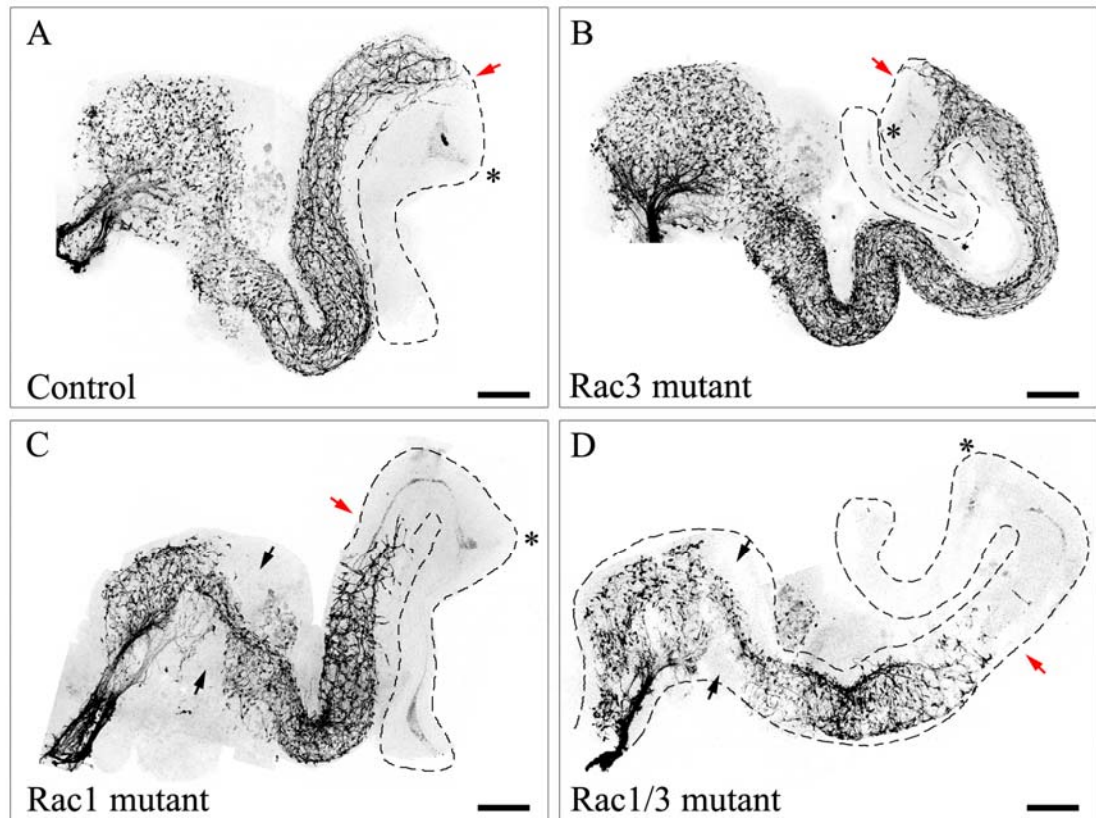 A
B
*
*
Control
Rac3 mutant
C
D
*
*
Rac1 mutant
Rac1/3 mutant